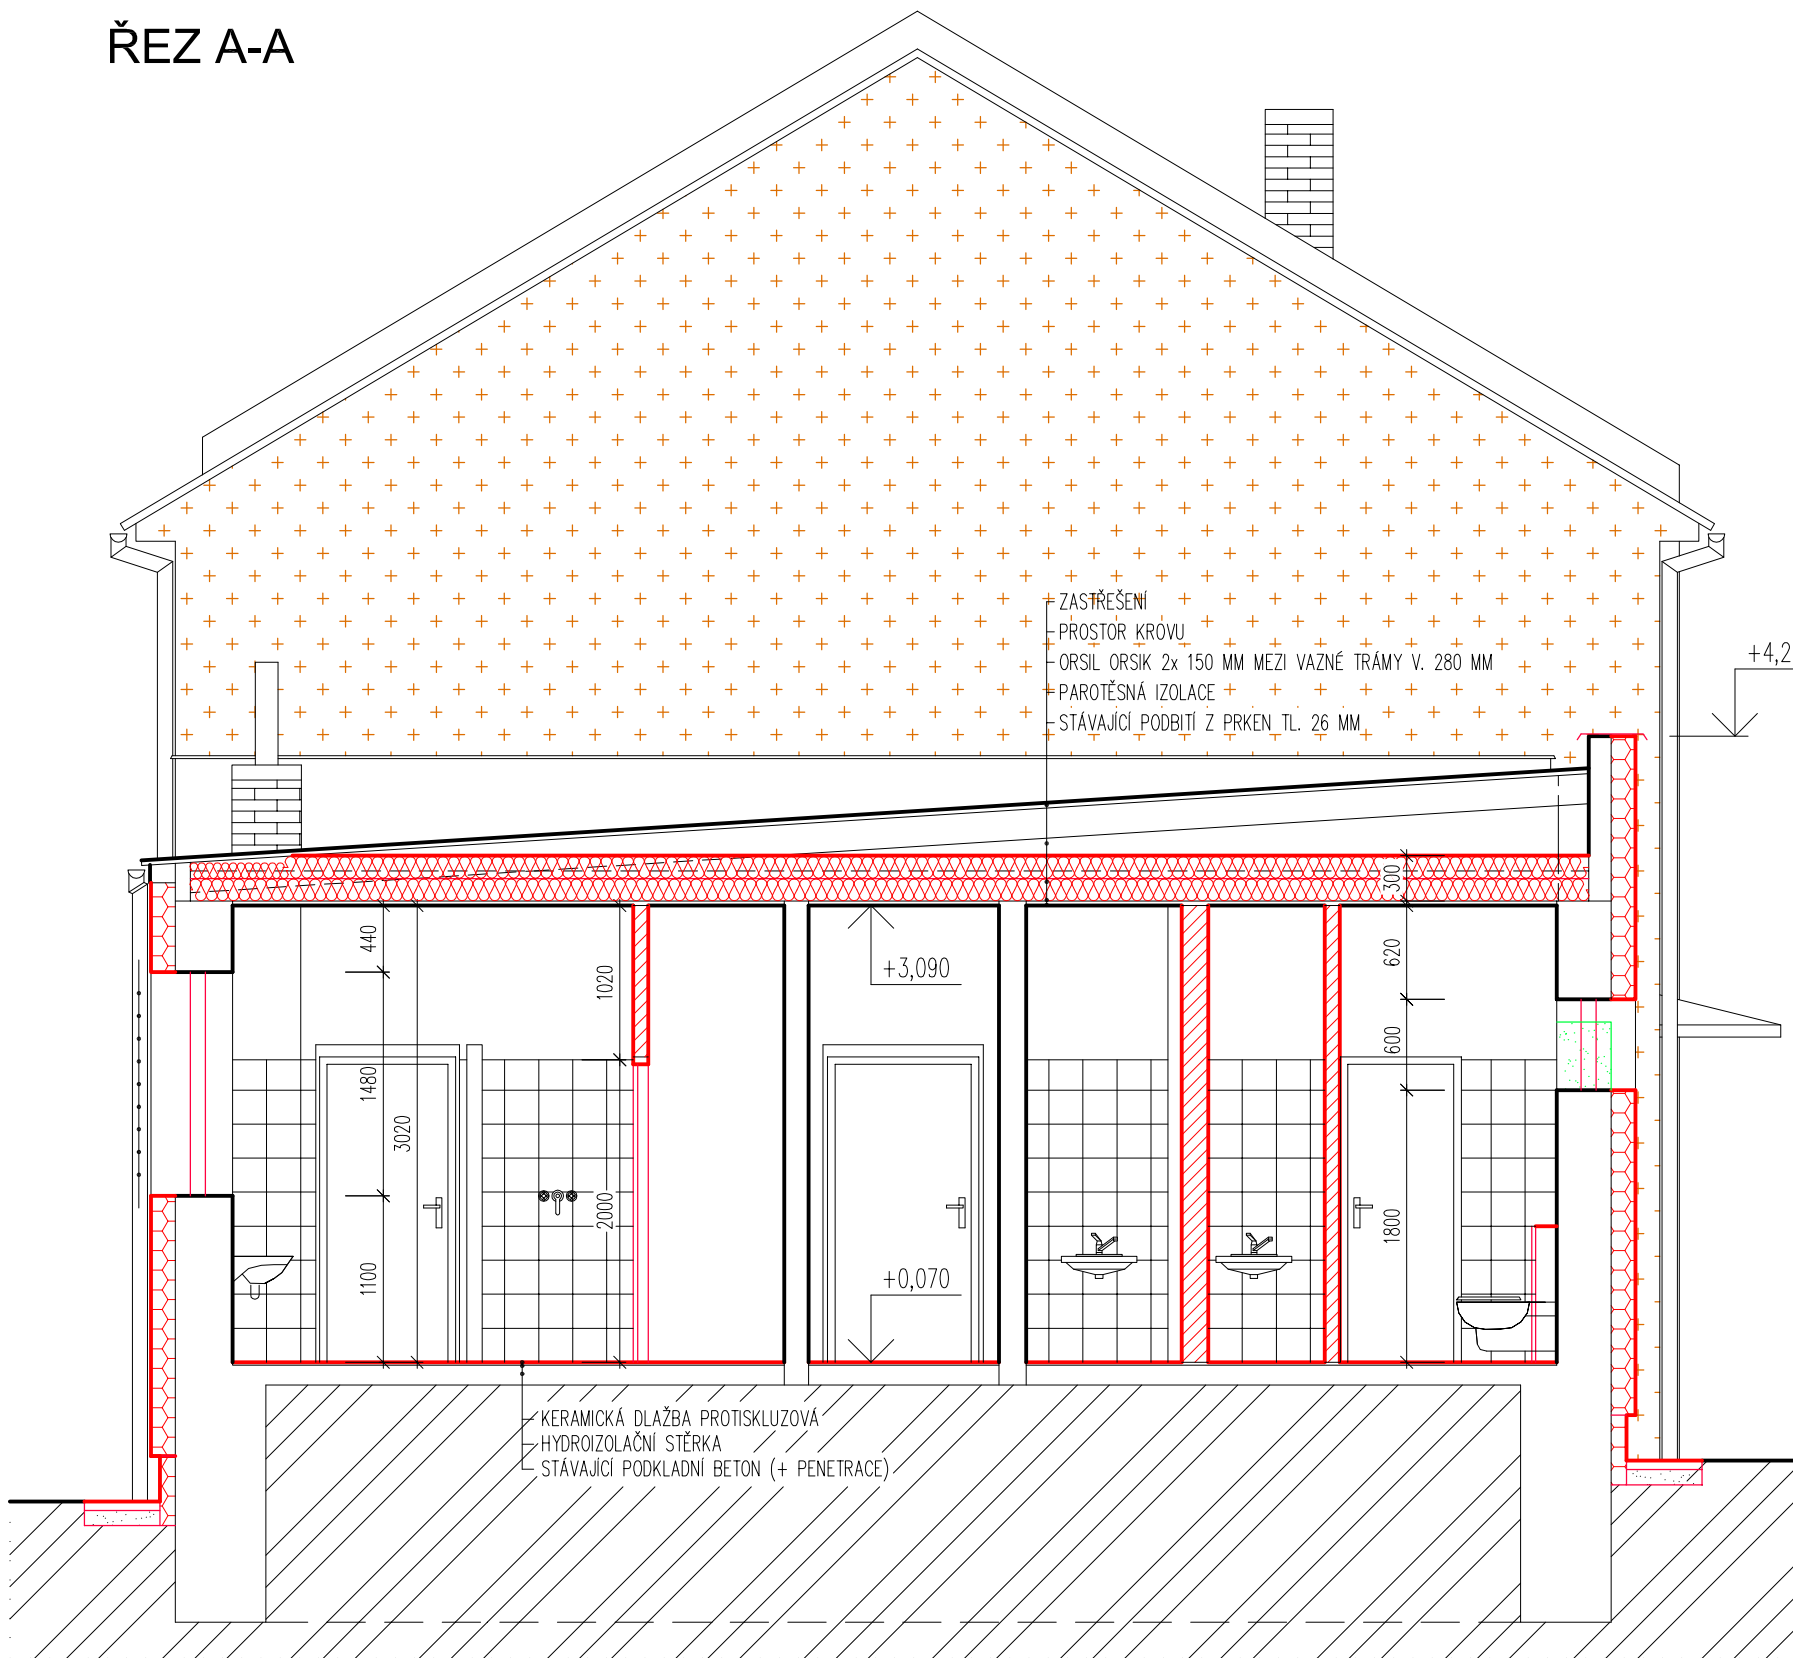 ŘEZ A-A
ZASTŘEŠENÍ
PROSTOR KROVU
ORSIL ORSIK 2x 150 MM MEZI VAZNÉ TRÁMY V. 280 MM
PAROTĚSNÁ IZOLACE
STÁVAJÍCÍ PODBITÍ Z PRKEN TL. 26 MM
+4,2
300
440
1020
+3,090
620
600
1480
3020
2000
1800
1100
+0,070
KERAMICKÁ DLAŽBA PROTISKLUZOVÁ
HYDROIZOLAČNÍ STĚRKA
STÁVAJÍCÍ PODKLADNÍ BETON (+ PENETRACE)